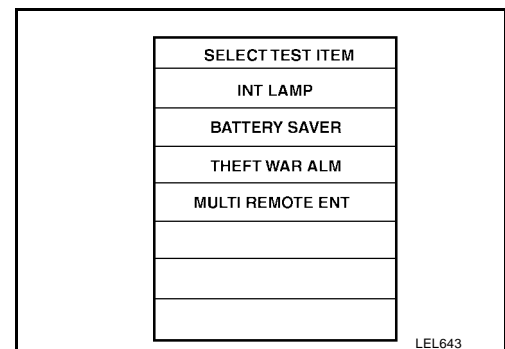 SELECT TEST ITEM
INT LAMP
BATTERY SAVER
THEFT WAR ALM
MULTI REMOTE ENT
LEL643